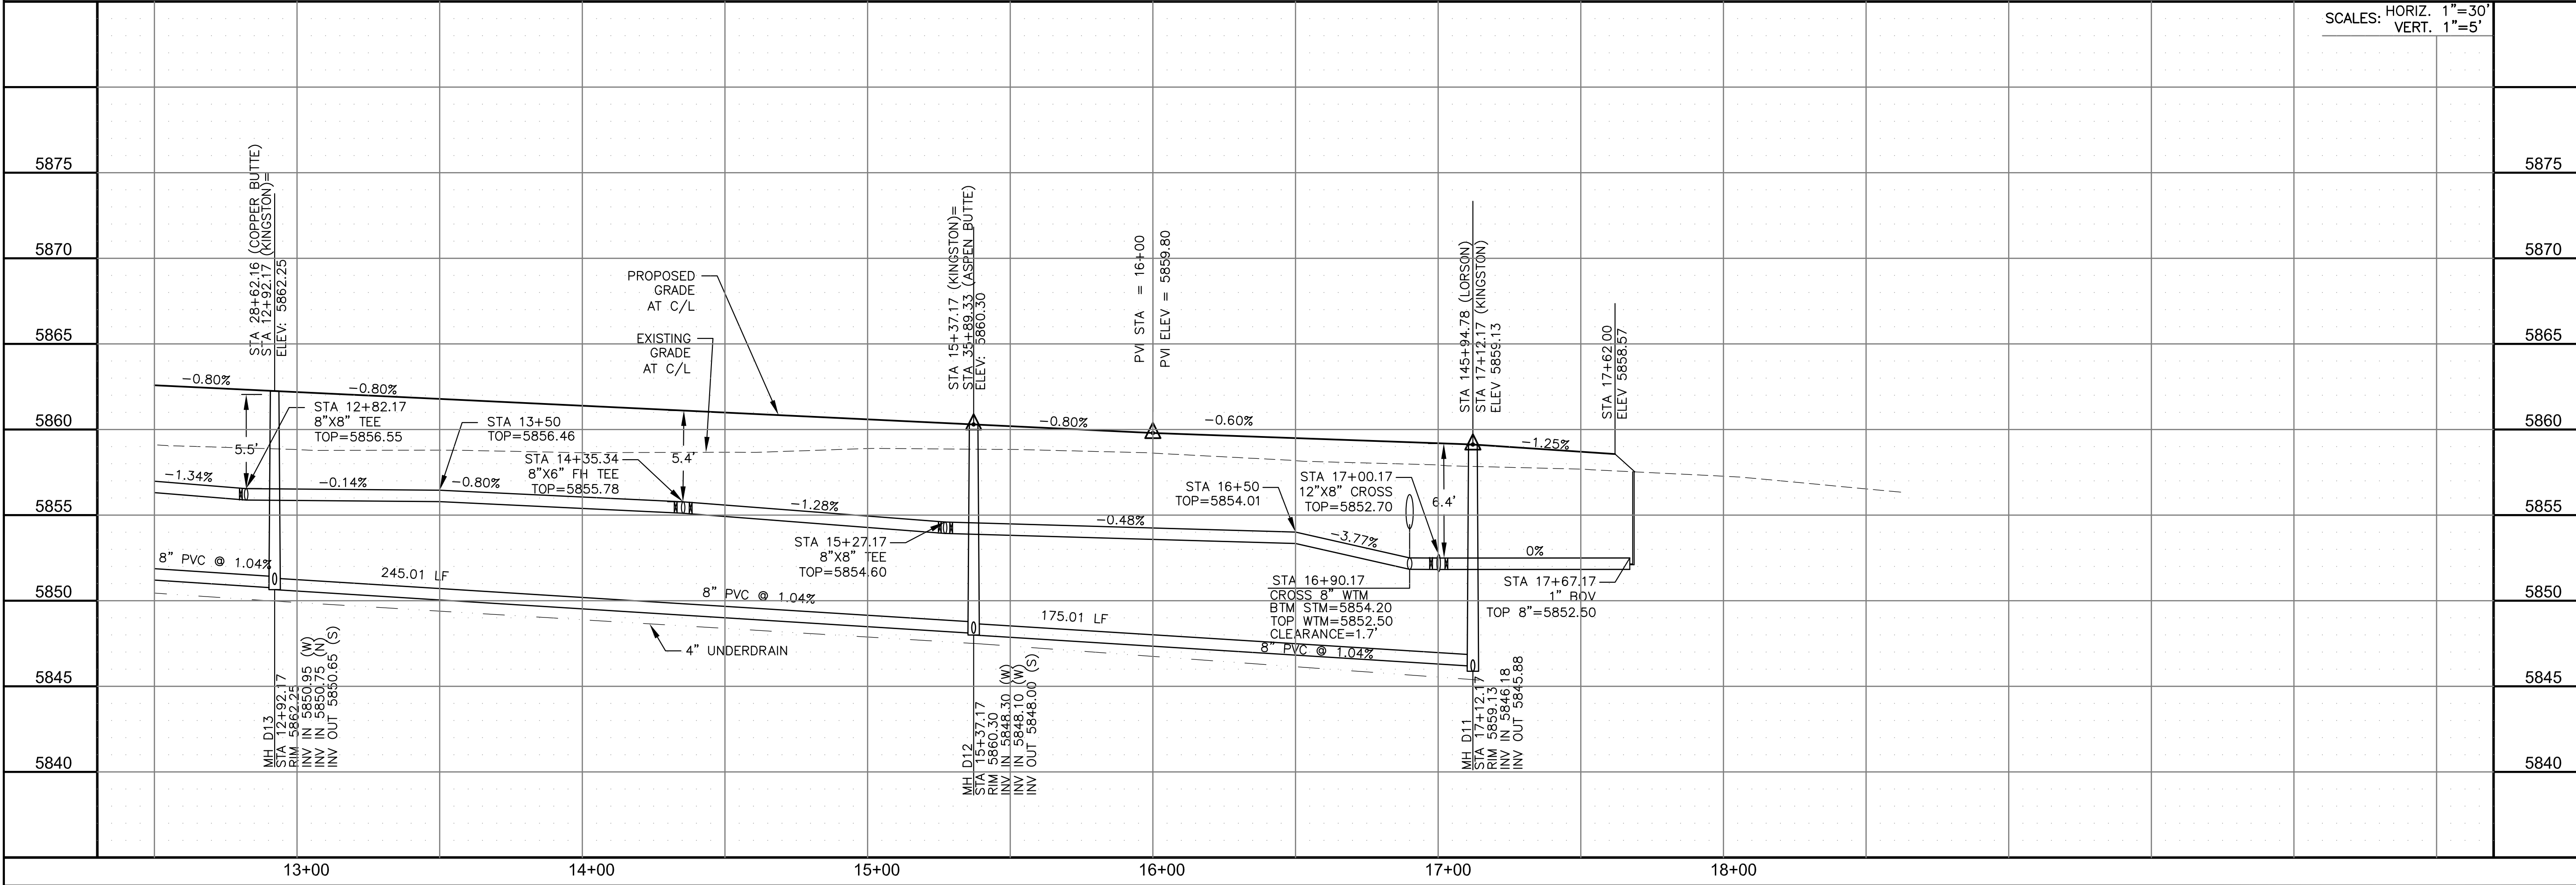 SCALES: HORIZ. 1"=30'
VERT. 1"=5'
5875
5870
5865
5860
5855
5850
5845
5840
5875
5870
5865
5860
5855
5850
5845
5840
STA 28+62.16 (COPPER BUTTE)
STA 12+92.17 (KINGSTON)=
ELEV: 5862.25
PROPOSED
GRADE
AT C/L
EXISTING
GRADE
AT C/L
STA 15+37.17 (KINGSTON)=
STA 35+89.33 (ASPEN BUTTE)
ELEV: 5860.30
PVI STA = 16+00
PVI ELEV = 5859.80
STA 145+94.78 (LORSON)
STA 17+12.17 (KINGSTON)
ELEV 5859.13
STA 17+62.00
ELEV 5858.57
-0.80%
-0.80%
-0.80%
-0.60%
-1.25%
5.5'
STA 12+82.17
8"X8" TEE
TOP=5856.55
STA 13+50
TOP=5856.46
STA 14+35.34
8"X6" FH TEE
TOP=5855.78
5.4'
-1.34%
-0.14%
-0.80%
-1.28%
STA 15+27.17
8"X8" TEE
TOP=5854.60
-0.48%
STA 16+50
TOP=5854.01
STA 17+00.17
12"X8" CROSS
TOP=5852.70
6.4'
-3.77%
0%
STA 16+90.17
CROSS 8" WTM
BTM STM=5854.20
TOP WTM=5852.50
CLEARANCE=1.7'
STA 17+67.17
1" BOV
TOP 8"=5852.50
8" PVC @ 1.04%
245.01 LF
8" PVC @ 1.04%
175.01 LF
8" PVC @ 1.04%
4" UNDERDRAIN
MH D13
STA 12+92.17
RIM 5862.25
INV IN 5850.95 (W)
INV IN 5850.75 (N)
INV OUT 5850.65 (S)
MH D12
STA 15+37.17
RIM 5860.30
INV IN 5848.30 (W)
INV IN 5848.10 (W)
INV OUT 5848.00 (S)
MH D11
STA 17+12.17
RIM 5859.13
INV IN 5846.18
INV OUT 5845.88
13+00
14+00
15+00
16+00
17+00
18+00